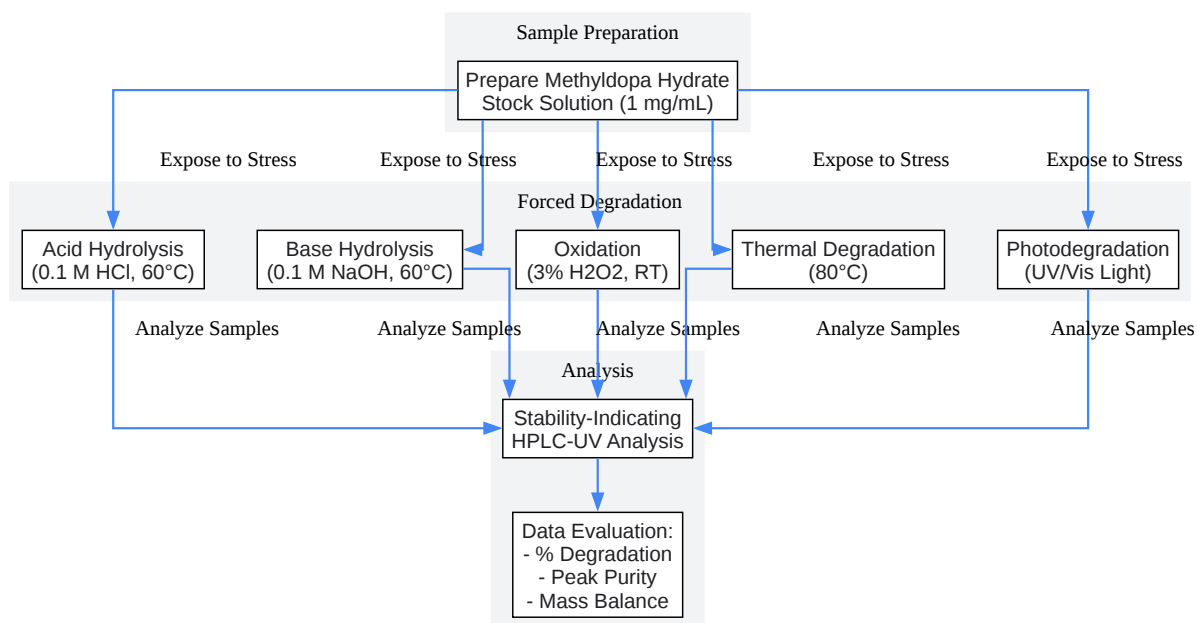 Sample Preparation
Prepare Methyldopa Hydrate
Stock Solution (1 mg/mL)
Expose to Stress
Expose to Stress
Expose to Stress
Expose to Stress
Expose to Stress
Forced Degradation
Acid Hydrolysis
(0.1 M HCl, 60°C)
Base Hydrolysis
(0.1 M NaOH, 60°C)
Oxidation
(3% H2O2, RT)
Thermal Degradation
(80°C)
Photodegradation
(UV/Vis Light)
Analyze Samples
Analyze Samples
Analyze Samples
Analyze Samples
Analyze Samples
Analysis
Stability-Indicating
HPLC-UV Analysis
Data Evaluation:
- % Degradation
- Peak Purity
- Mass Balance